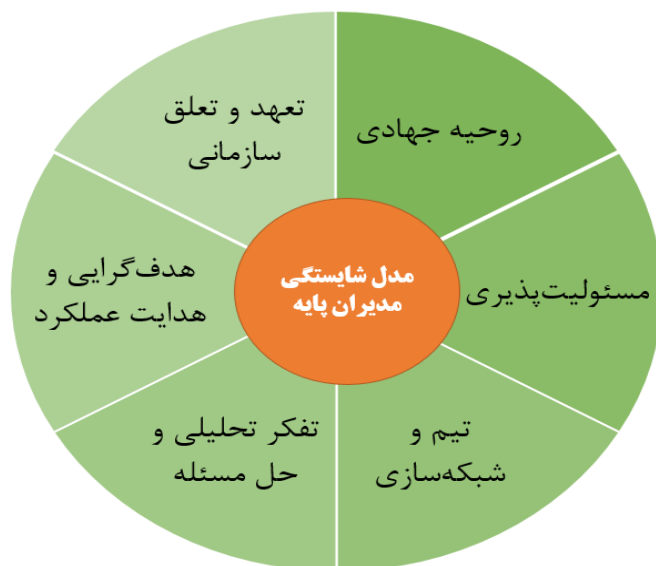 مدل شایستگی
مدیران پایه
روحیه جهادی
مسئولیت‌پذیری
تیم و
شبکه‌سازی
تفکر تحلیلی و
حل مسئله
هدف‌گرایی و
هدایت عملکرد
تعهد و تعلق
سازمانی